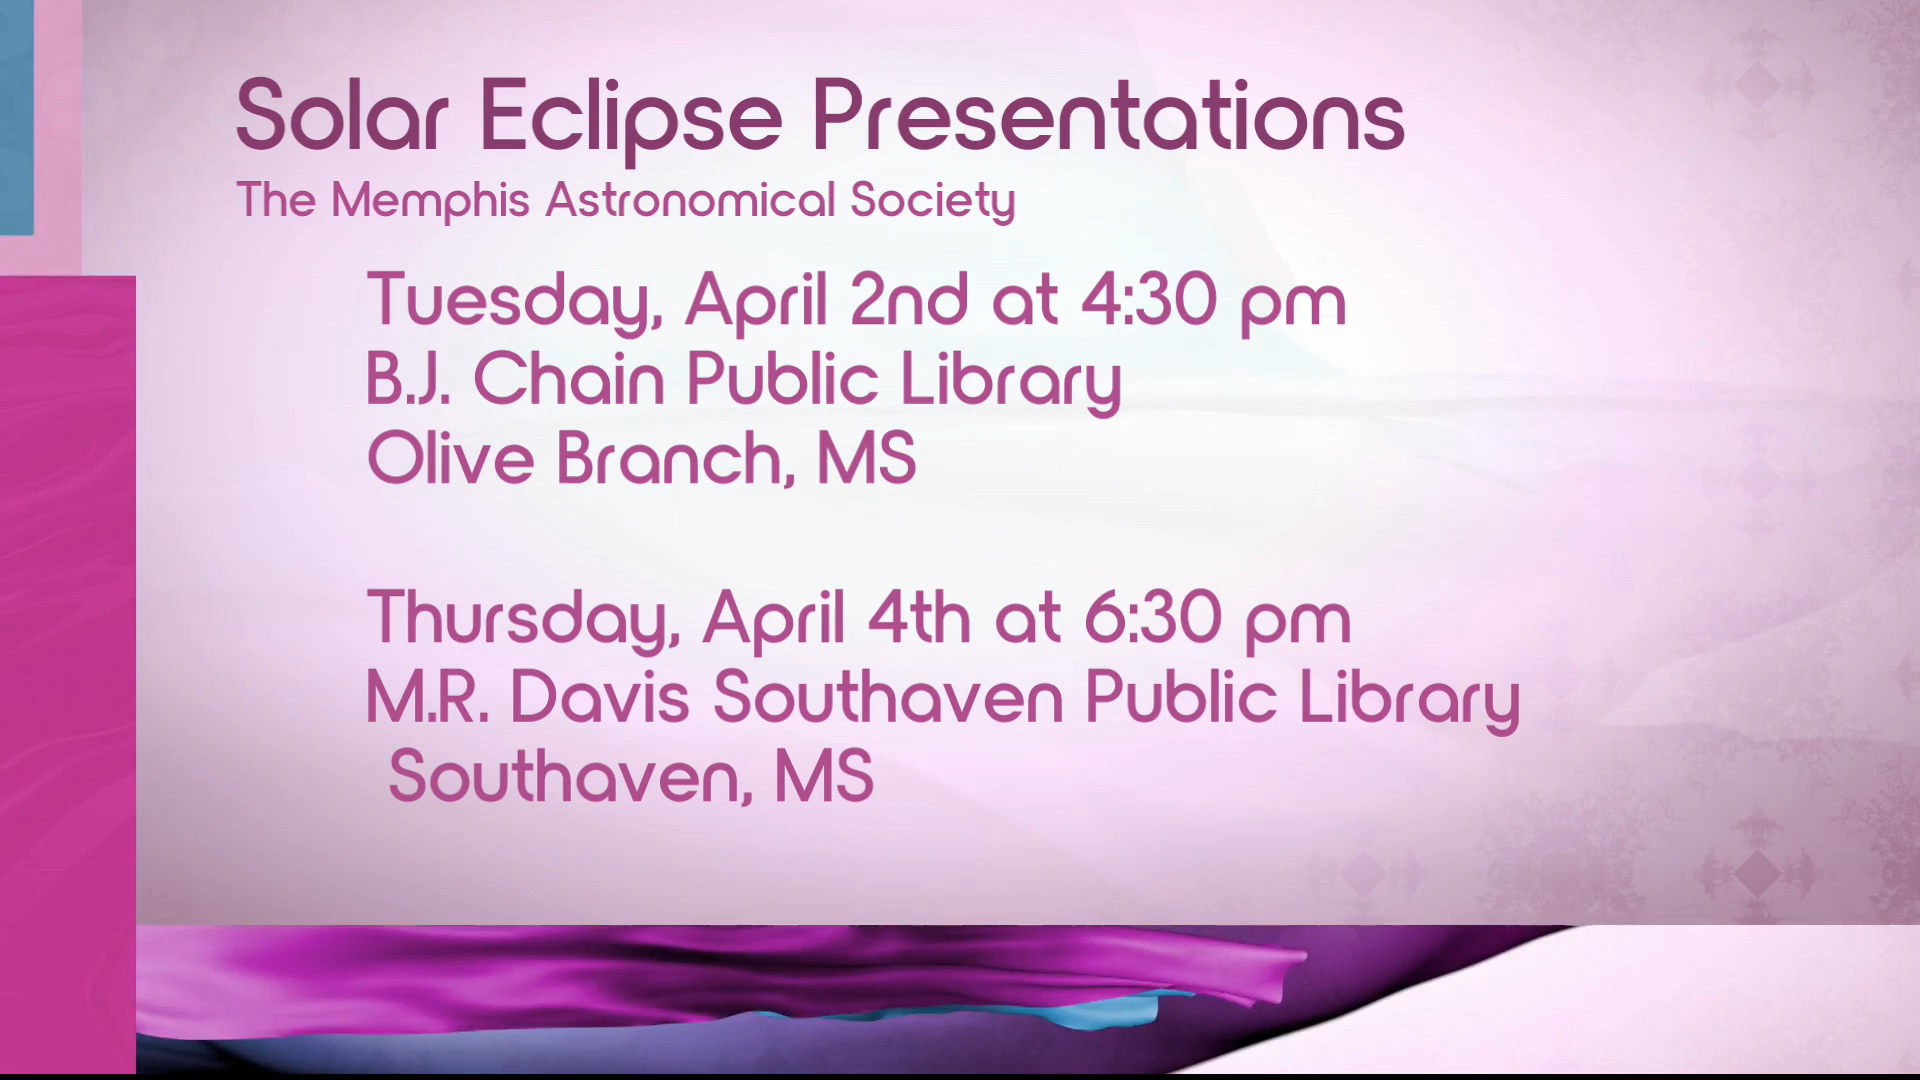 Solar Eclipse Presentations
The Memphis Astronomical Society
Tuesday, April 2nd at 4:30 pm
B.J. Chain Public Library
Olive Branch, MS
Thursday, April 4th at 6:30 pm
M.R. Davis Southaven Public Library
Southaven, MS